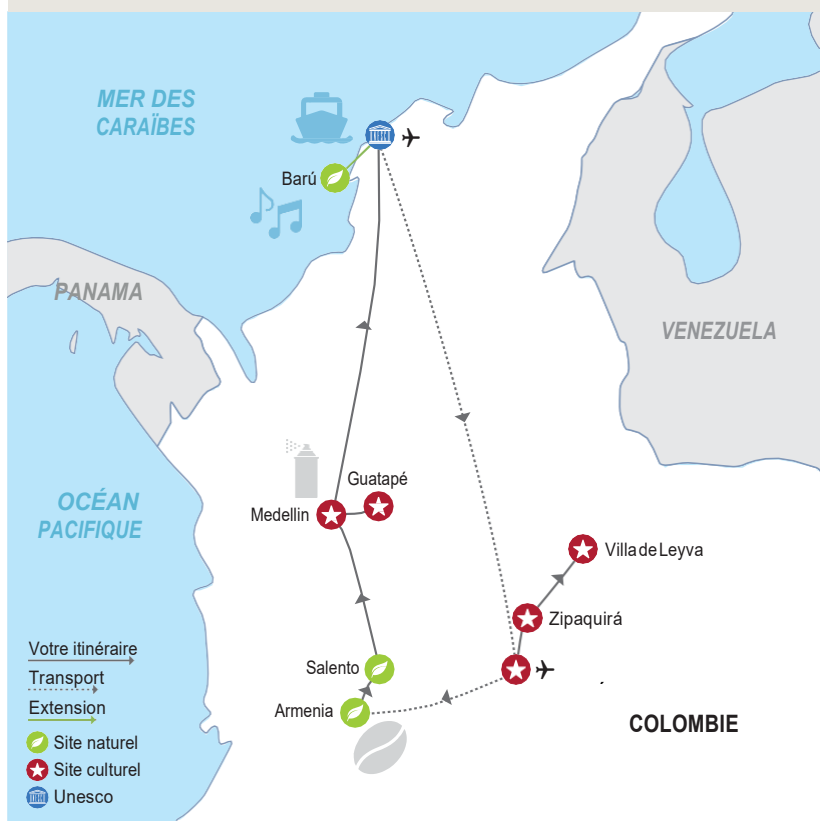 MER DES
CARAÏBES
Barú
PANAMA
VENEZUELA
Guatapé
Medellin
OCÉAN
PACIFIQUE
Villa de Leyva
Zipaquirá
Votre itinéraire
Salento
Transport
Armenia
Extension
COLOMBIE
Site naturel
Site culturel
Unesco